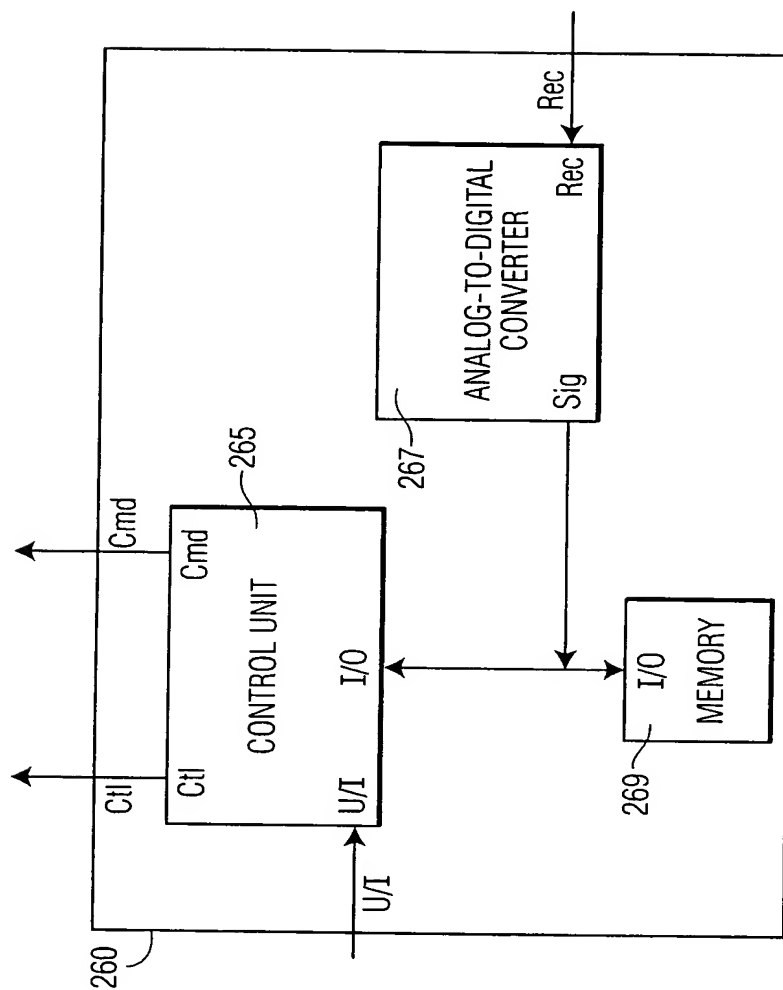 260
Ctl
Cmd
Ctl
Cmd
265
CONTROL UNIT
U/I
U/I
I/O
267
ANALOG-TO-DIGITAL
CONVERTER
Sig
Rec
Rec
I/O
269
MEMORY